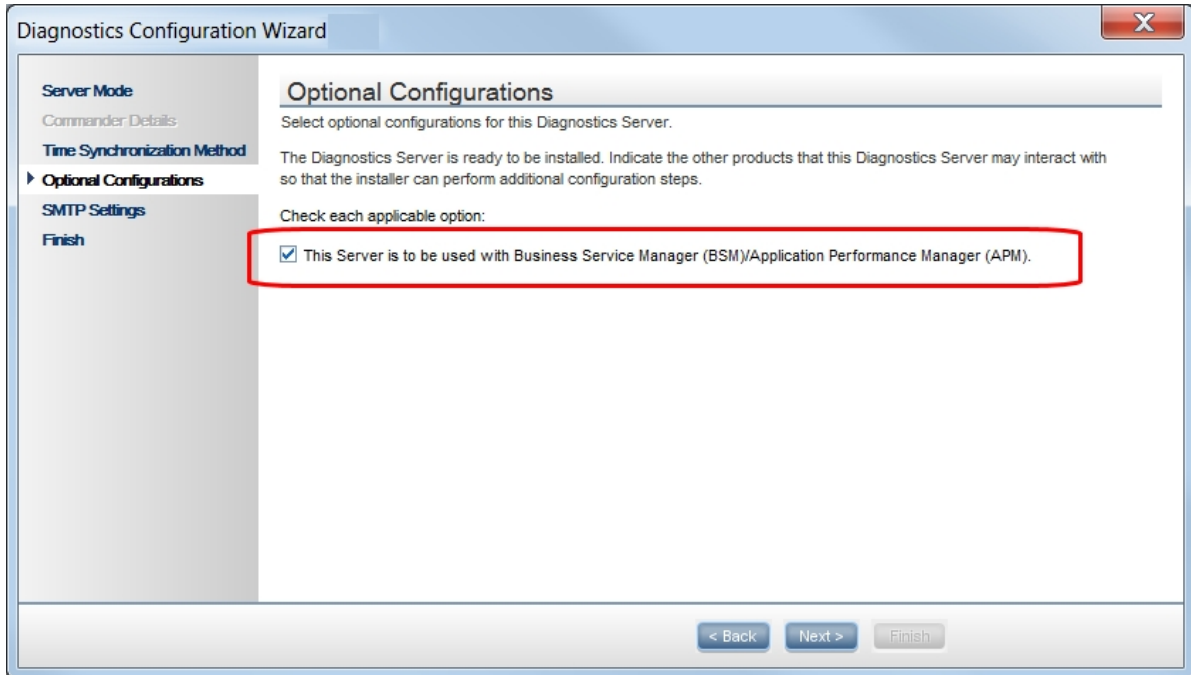 Diagnostics Configuration Wizard
X
Server Mode
Commander Details
Time Synchronization Method
Optional Configurations
SMTP Settings
Finish
Optional Configurations
Select optional configurations for this Diagnostics Server.
The Diagnostics Server is ready to be installed. Indicate the other products that this Diagnostics Server may interact with
so that the installer can perform additional configuration steps.
Check each applicable option:
This Server is to be used with Business Service Manager (BSM)/Application Performance Manager (APM).
< Back
Next >
Finish